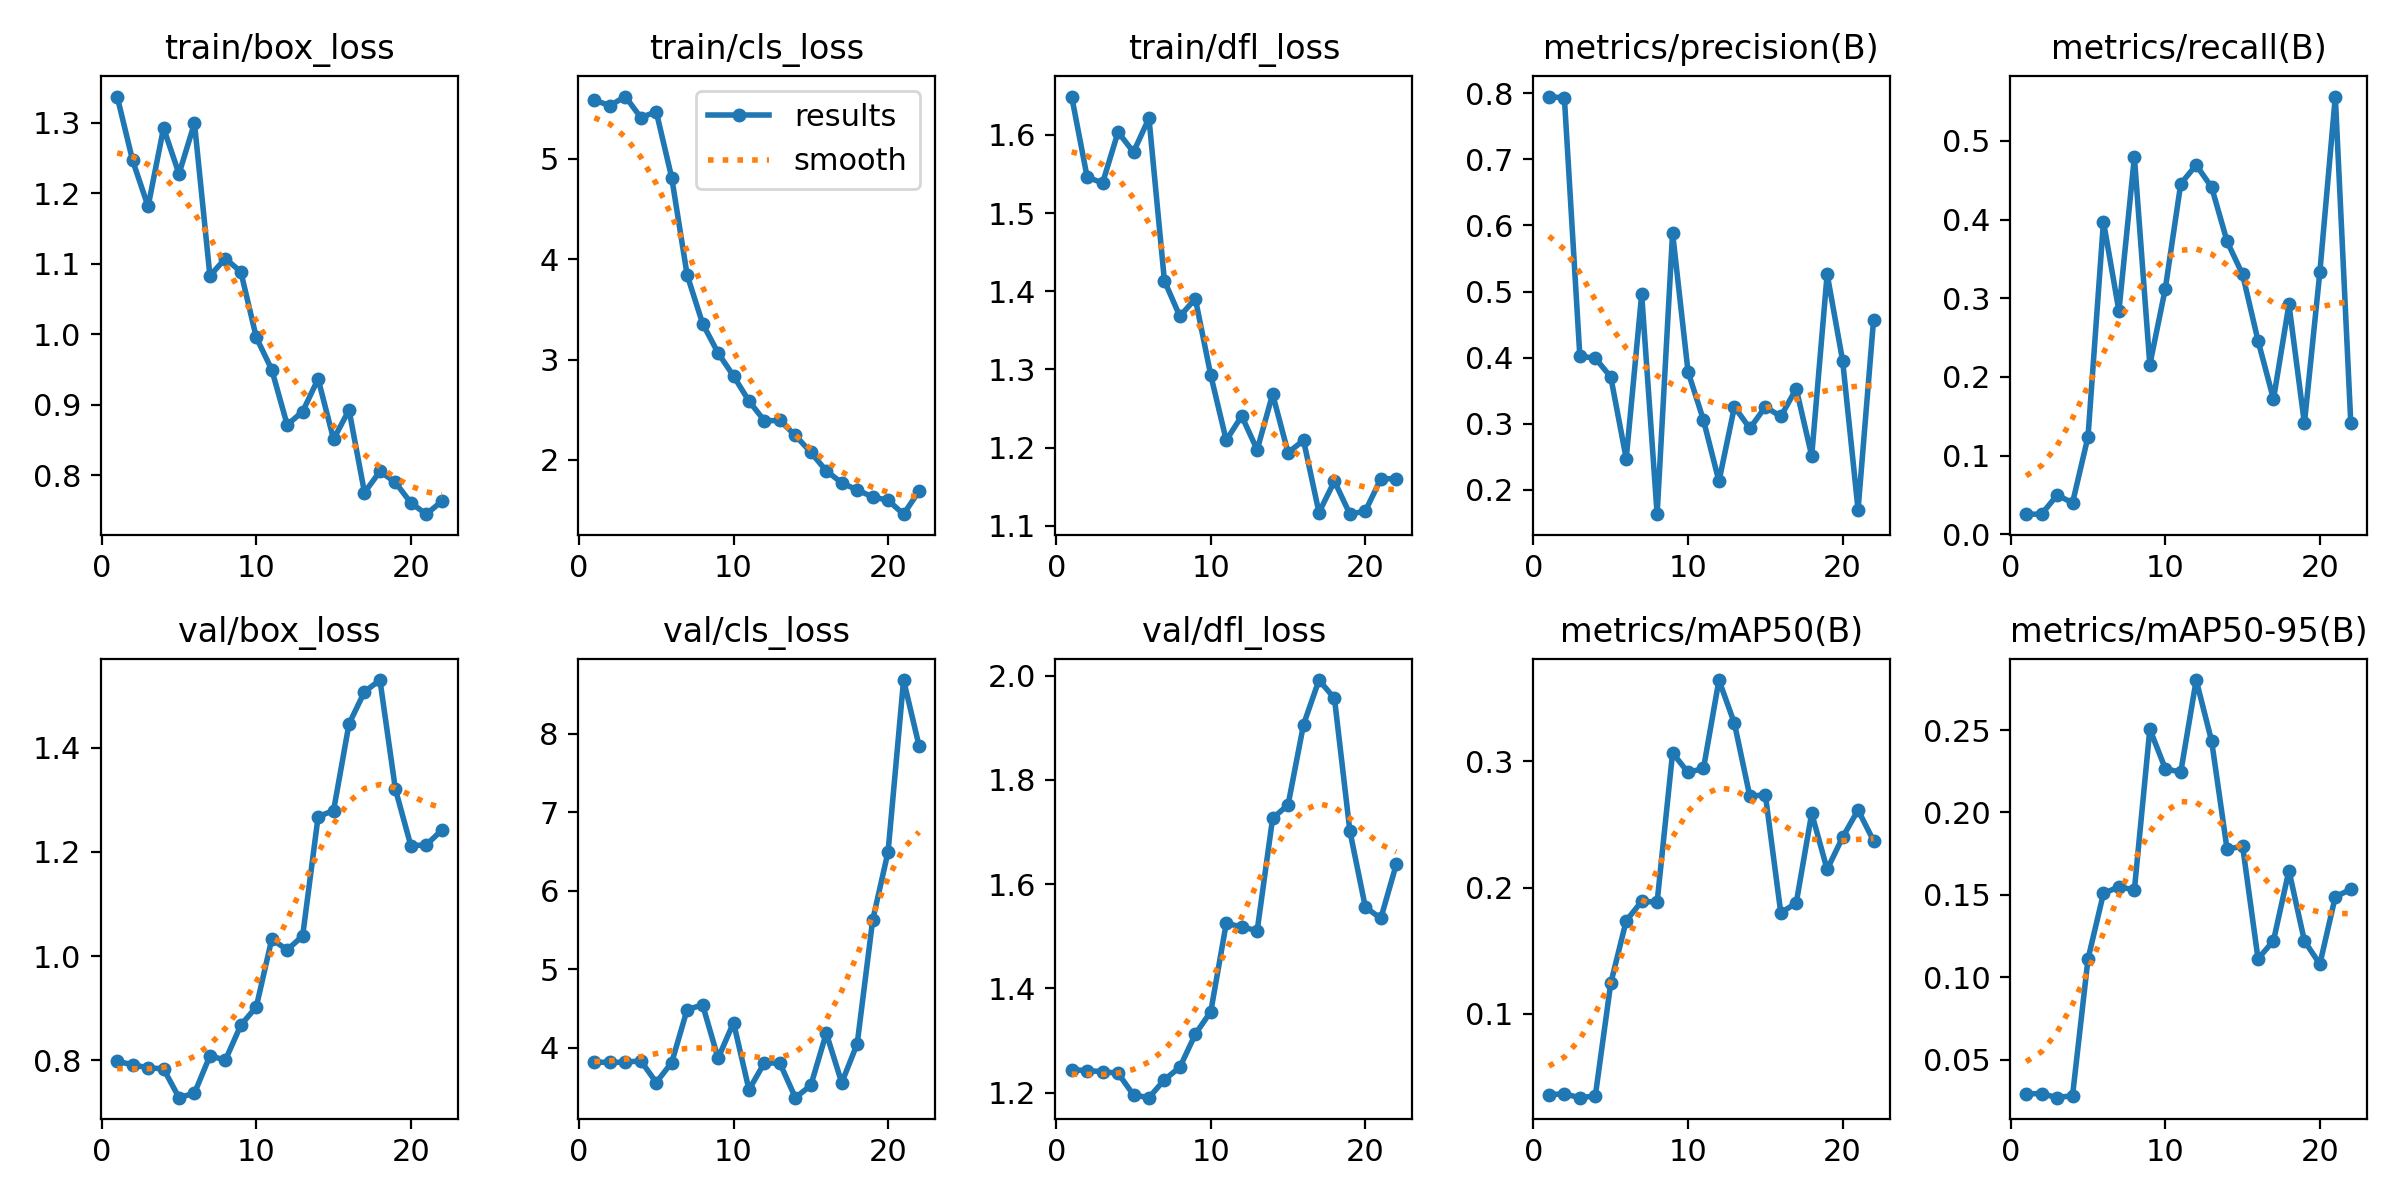 train/box_loss
1.3
1.2
1.1
1.0
0.9
0.8
0 10 20
train/cls_loss
results
smooth
5
4
3
2
0 10 20
train/dfl_loss
1.6
1.5
1.4
1.3
1.2
1.1
0 10 20
metrics/precision(B)
0.8
0.7
0.6
0.5
0.4
0.3
0.2
0 10 20
metrics/recall(B)
0.5
0.4
0.3
0.2
0.1
0.0
0 10 20
val/box_loss
1.4
1.2
1.0
0.8
0 10 20
val/cls_loss
8
7
6
5
4
0 10 20
val/dfl_loss
2.0
1.8
1.6
1.4
1.2
0 10 20
metrics/mAP50(B)
0.3
0.2
0.1
0 10 20
metrics/mAP50-95(B)
0.25
0.20
0.15
0.10
0.05
0 10 20